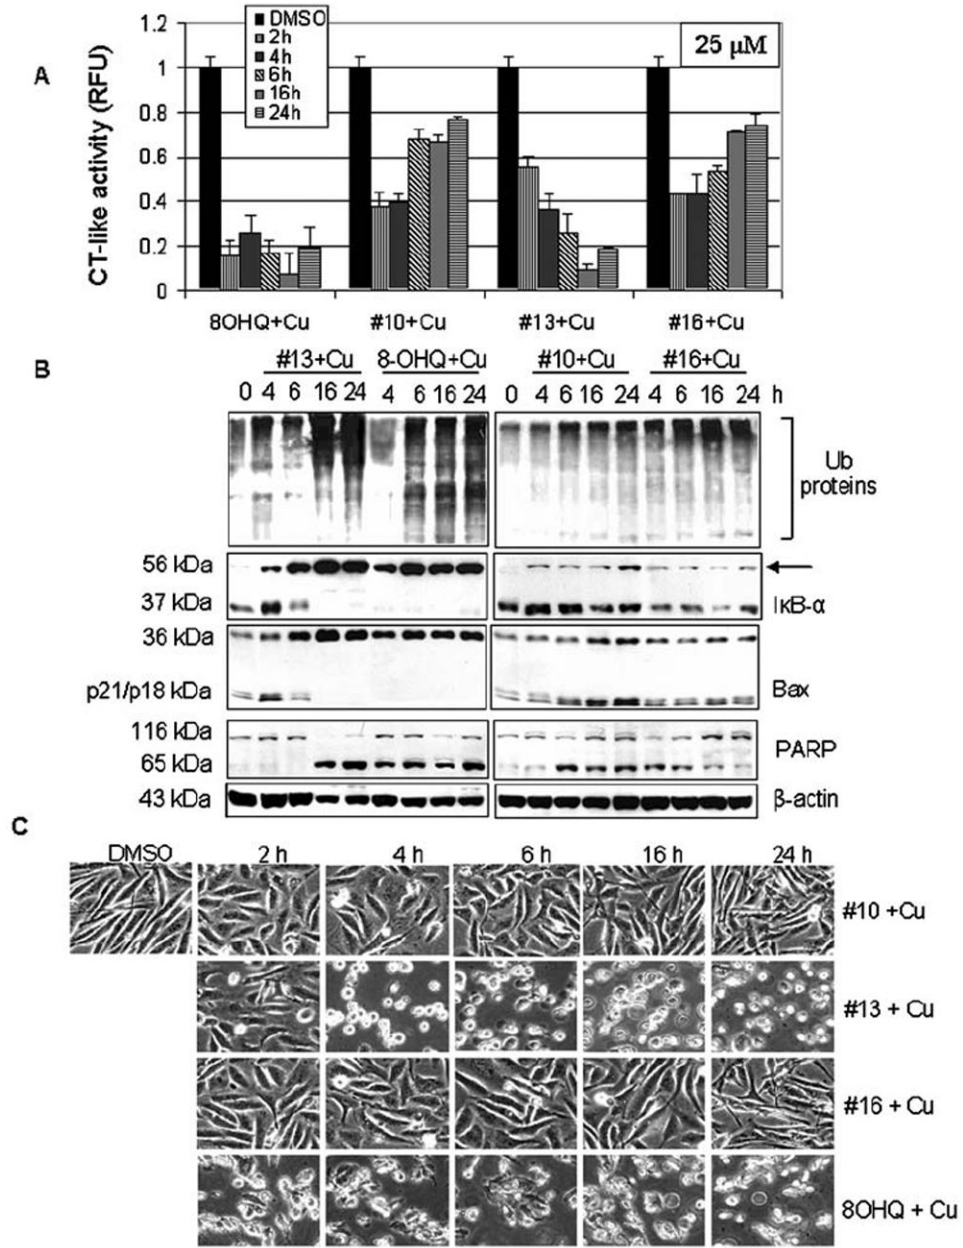 A
CT-like activity (RFU)
1.2
1
0.8
0.6
0.4
0.2
0
DMSO
2h
4h
6h
16h
24h
25 μM
8OHQ+Cu #10+Cu #13+Cu #16+Cu
B
#13+Cu 8-OHQ+Cu #10+Cu #16+Cu
0 4 6 16 24 4 6 16 24 0 4 6 16 24 4 6 16 24 h
Ub
proteins
56 kDa
37 kDa IκB-α
36 kDa
p21/p18 kDa Bax
116 kDa
PARP
65 kDa
43 kDa β-actin
C
DMSO 2 h 4 h 6 h 16 h 24 h
#10 +Cu
#13 + Cu
#16 + Cu
8OHQ + Cu